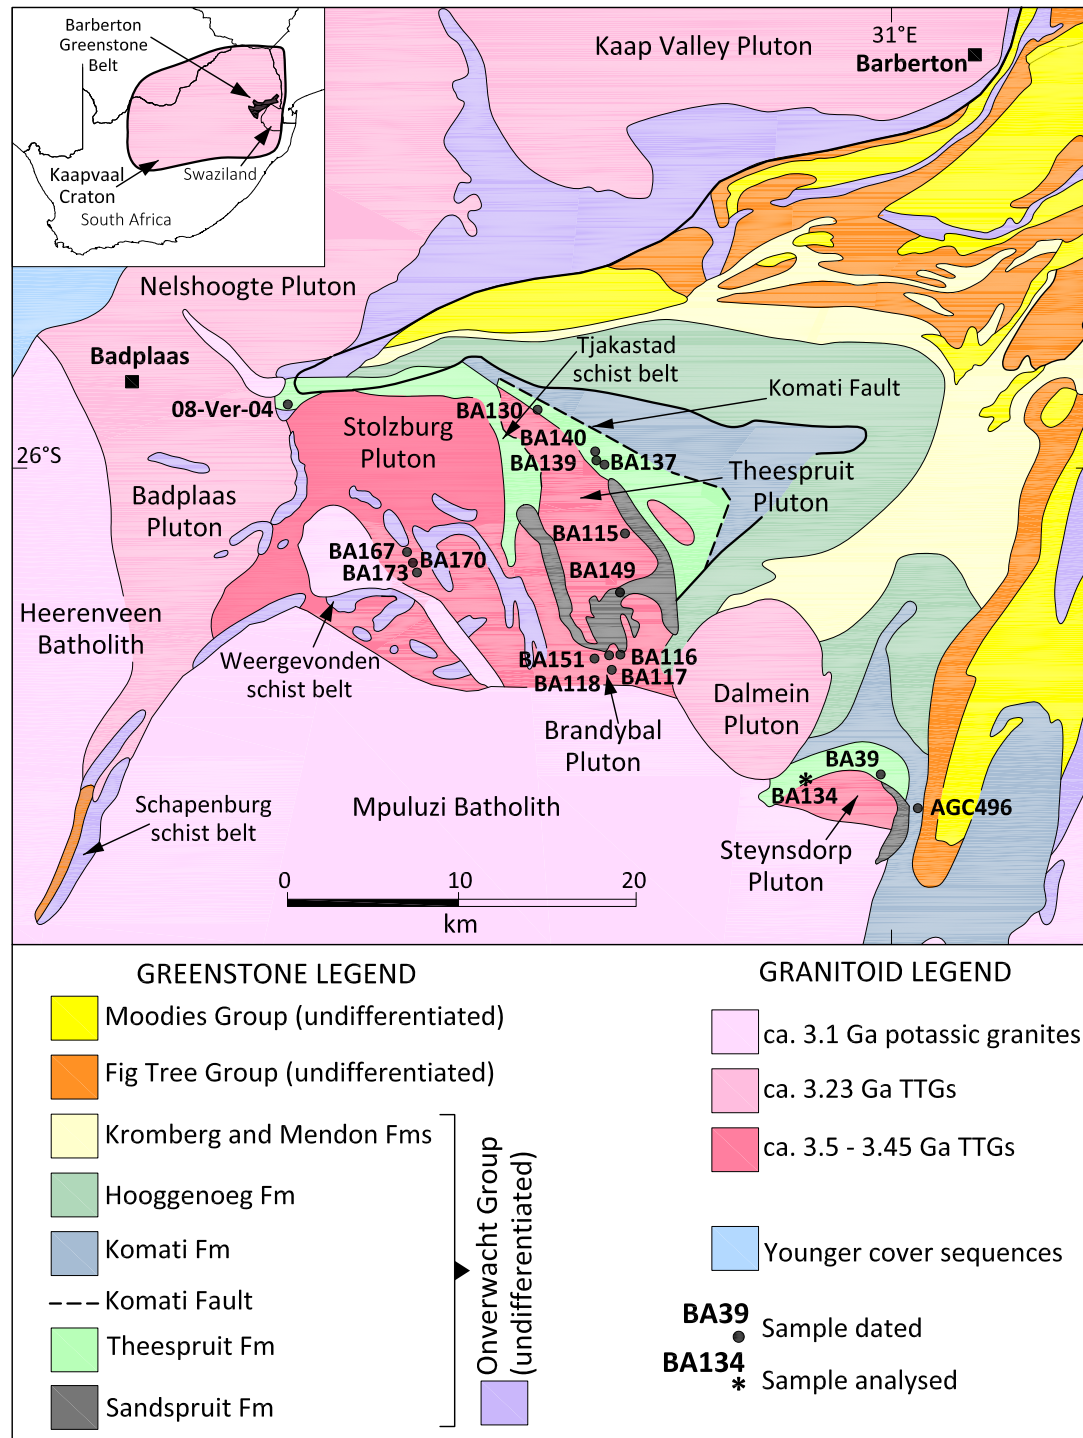 Barberton
Greenstone
Belt
Kaapvaal
Craton
Swaziland
South Africa
Kaap Valley Pluton
31°E
Barberton
Nelshoogte Pluton
Badplaas
08-Ver-04
Tjakastad
schist belt
Komati Fault
BA130
Stolzburg
Pluton
BA140
BA139
BA137
26°S
Theespruit
Pluton
Badplaas
Pluton
BA115
BA167
BA170
BA173
BA149
Heerenveen
Batholith
Weergevonden
schist belt
BA151
BA116
BA118
BA117
Dalmein
Pluton
Brandybal
Pluton
BA39
BA134
AGC496
Schapenburg
schist belt
Mpuluzi Batholith
Steynsdorp
Pluton
0
10
20
km
GREENSTONE LEGEND
Moodies Group (undifferentiated)
Fig Tree Group (undifferentiated)
Kromberg and Mendon Fms
Hooggenoeg Fm
Komati Fm
Komati Fault
Theespruit Fm
Sandspruit Fm
Onverwacht Group
(undifferentiated)
GRANITOID LEGEND
ca. 3.1 Ga potassic granites
ca. 3.23 Ga TTGs
ca. 3.5 - 3.45 Ga TTGs
Younger cover sequences
BA39
Sample dated
BA134
* Sample analysed